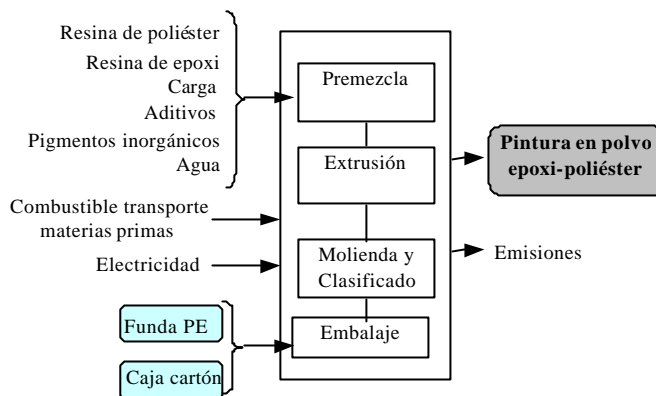 Resina de poliéster
Resina de epoxi
Carga
Aditivos
Pigmentos inorgánicos
Agua
Combustible transporte
materias primas
Electricidad
Funda PE
Caja cartón
Premezcla
Extrusión
Molienda y
Clasificado
Embalaje
Pintura en polvo
epoxi-poliéster
Emisiones